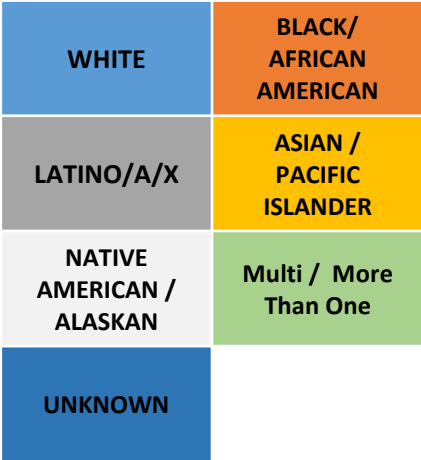 WHITE
BLACK/
AFRICAN
AMERICAN
LATINO/A/X
ASIAN /
PACIFIC
ISLANDER
NATIVE
AMERICAN /
ALASKAN
Multi / More
Than One
UNKNOWN